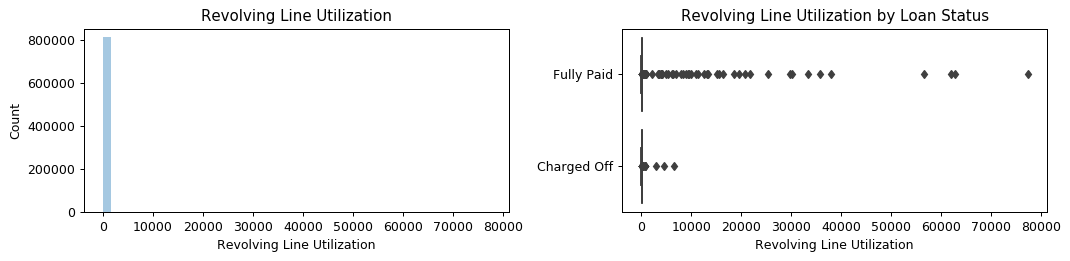 Revolving Line Utilization
Count
800000
600000
400000
200000
0
0 10000 20000 30000 40000 50000 60000 70000 80000
Revolving Line Utilization
Revolving Line Utilization by Loan Status
Fully Paid
Charged Off
0 10000 20000 30000 40000 50000 60000 70000 80000
Revolving Line Utilization